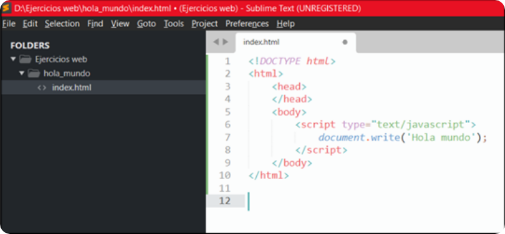 D:\Ejercicios web\hola_mundo\index.html • (Ejercicios web) - Sublime Text (UNREGISTERED)
File Edit Selection Find View Goto Tools Project Preferences Help
FOLDERS
Ejercicios web
hola_mundo
index.html
index.html
1 <!DOCTYPE html>
2 <html>
3 <head>
4 </head>
5 <body>
6 <script type="text/javascript">
7 document.write('Hola mundo');
8 </script>
9 </body>
10 </html>
11
12